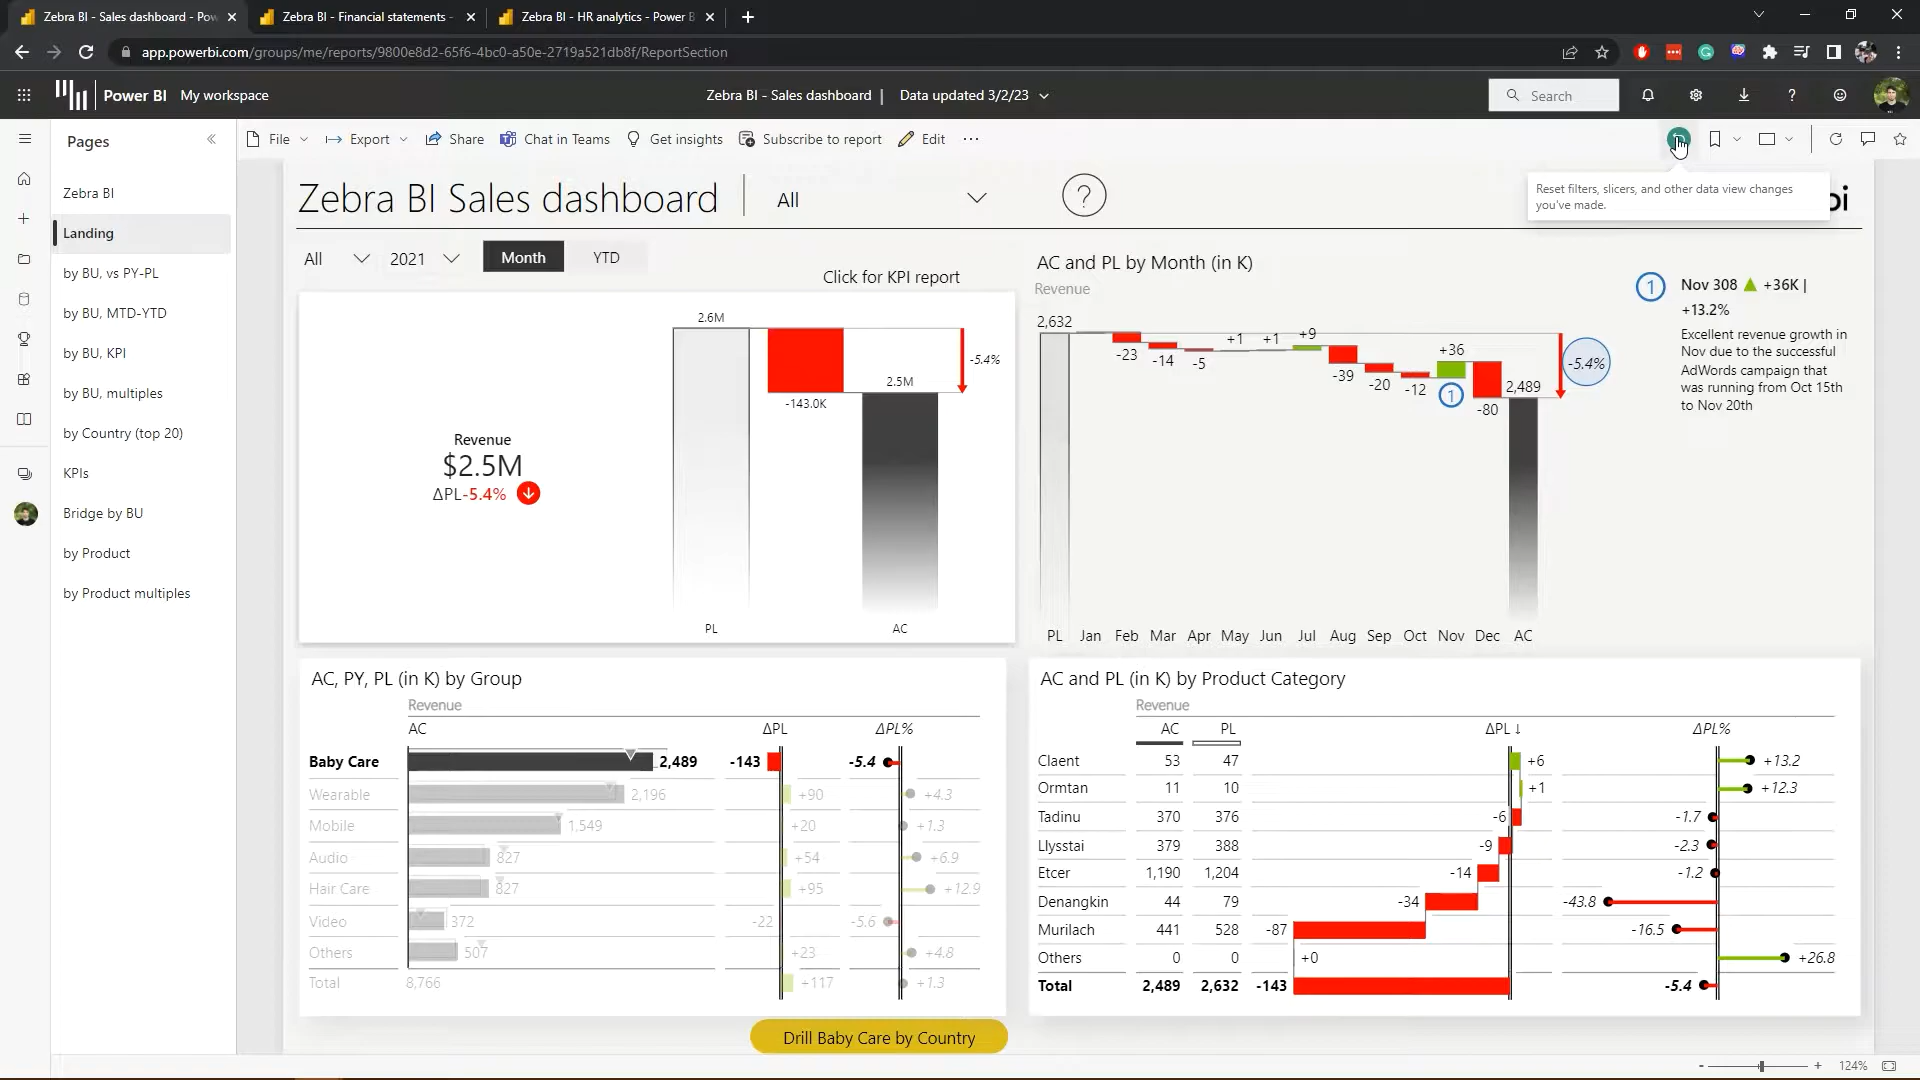 Zebra BI - Sales dashboard - Pow
Zebra BI - Financial statements -
Zebra BI - HR analytics - Power B
app.powerbi.com/groups/me/reports/9800e8d2-65f6-4bc0-a50e-2719a521db8f/ReportSection
Power BI My workspace
Zebra BI - Sales dashboard | Data updated 3/2/23
Search
Pages
File Export Share Chat in Teams Get insights Subscribe to report Edit
Reset filters, slicers, and other data view changes
you've made.
bi
Zebra BI
Landing
by BU, vs PY-PL
by BU, MTD-YTD
by BU, KPI
by BU, multiples
by Country (top 20)
KPIs
Bridge by BU
by Product
by Product multiples
Zebra BI Sales dashboard
All
?
All 2021 Month YTD
Click for KPI report
2.6M
-5.4%
2.5M
-143.0K
Revenue
$2.5M
ΔPL-5.4%
PL AC
AC and PL by Month (in K)
Revenue
2,632
-23 -14 -5 +1 +1 +9 -39 -20 -12 +36 -80 2,489
1
-5.4%
PL Jan Feb Mar Apr May Jun Jul Aug Sep Oct Nov Dec AC
1 Nov 308 ▲ +36K |
+13.2%
Excellent revenue growth in
Nov due to the successful
AdWords campaign that
was running from Oct 15th
to Nov 20th
AC, PY, PL (in K) by Group
Revenue
AC ΔPL ΔPL%
Baby Care 2,489 -143 -5.4
Wearable 2,196 +90 +4.3
Mobile 1,549 +20 +1.3
Audio 827 +54 +6.9
Hair Care 827 +95 +12.9
Video 372 -22 -5.6
Others 507 +23 +4.8
Total 8,766 +117 +1.3
Drill Baby Care by Country
AC and PL (in K) by Product Category
Revenue
AC PL ΔPL ↓ ΔPL%
Claent 53 47 +6 +13.2
Ormtan 11 10 +1 +12.3
Tadinu 370 376 -6 -1.7
Llysstai 379 388 -9 -2.3
Etcer 1,190 1,204 -14 -1.2
Denangkin 44 79 -34 -43.8
Murilach 441 528 -87 -16.5
Others 0 0 +0 +26.8
Total 2,489 2,632 -143 -5.4
- + 124%